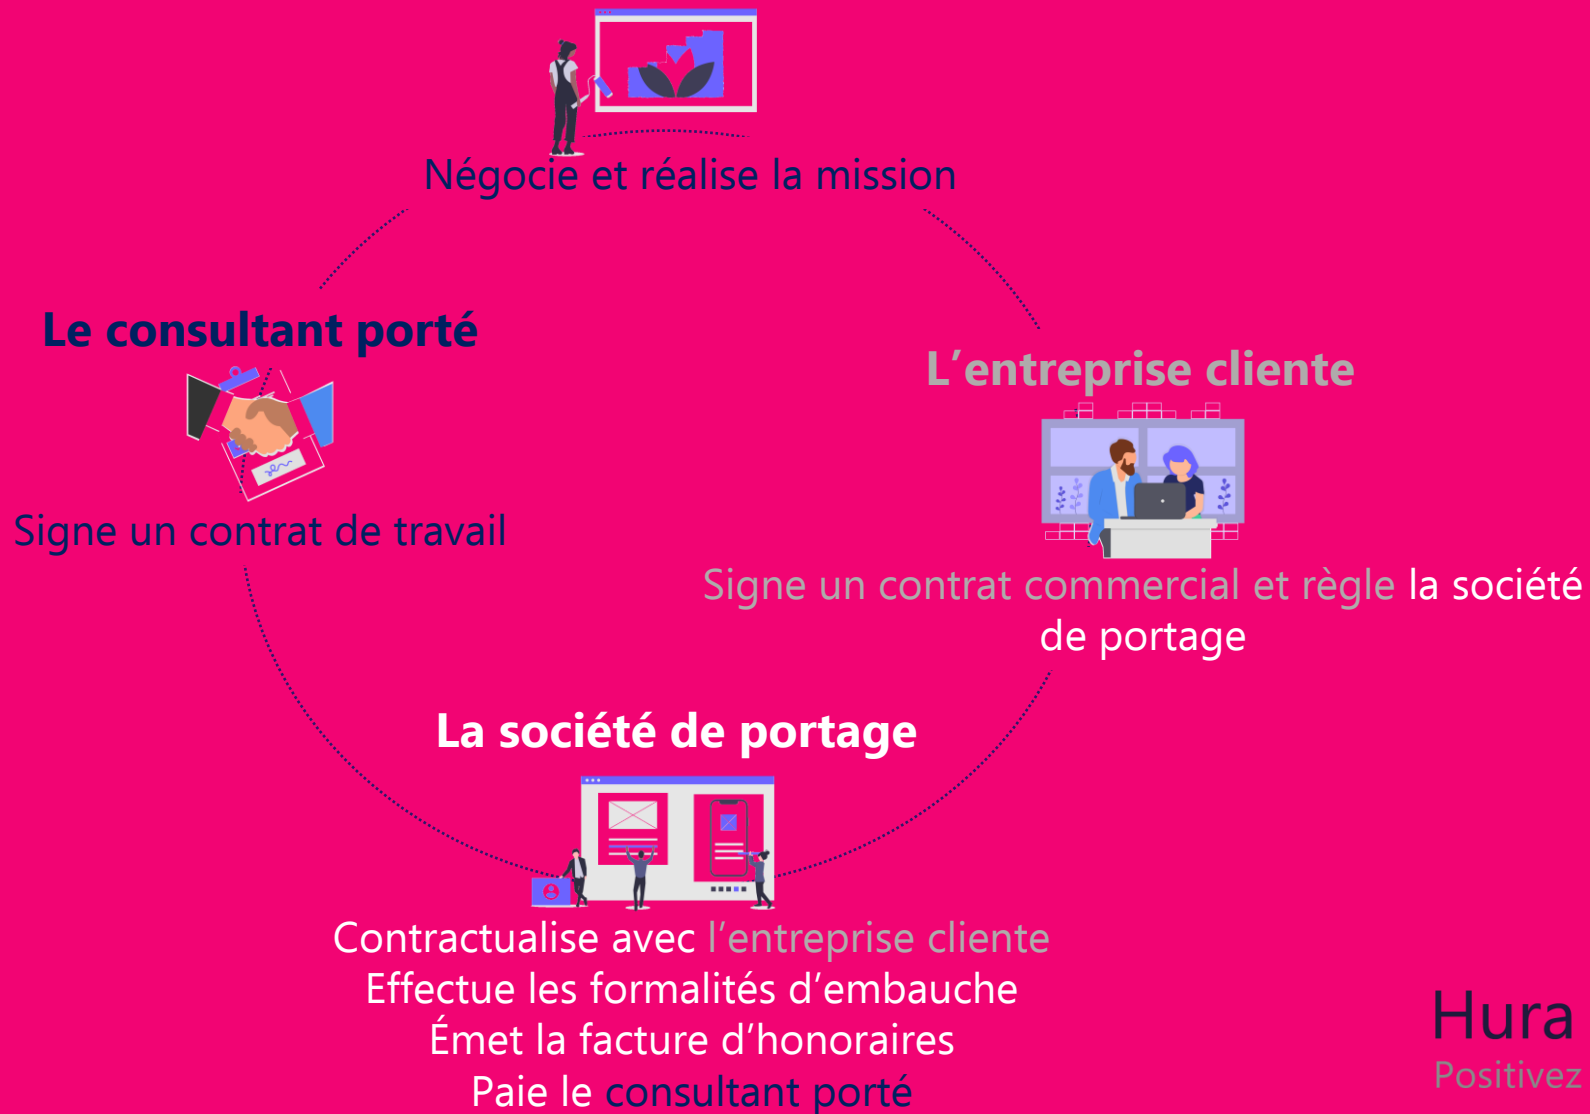 Négocie et réalise la mission
Le consultant porté
L'entreprise cliente
Signe un contrat de travail
Signe un contrat commercial et règle la société
de portage
La société de portage
Contractualise avec l'entreprise cliente
Effectue les formalités d'embauche
Émet la facture d'honoraires
Paie le consultant porté
Hura
Positivez